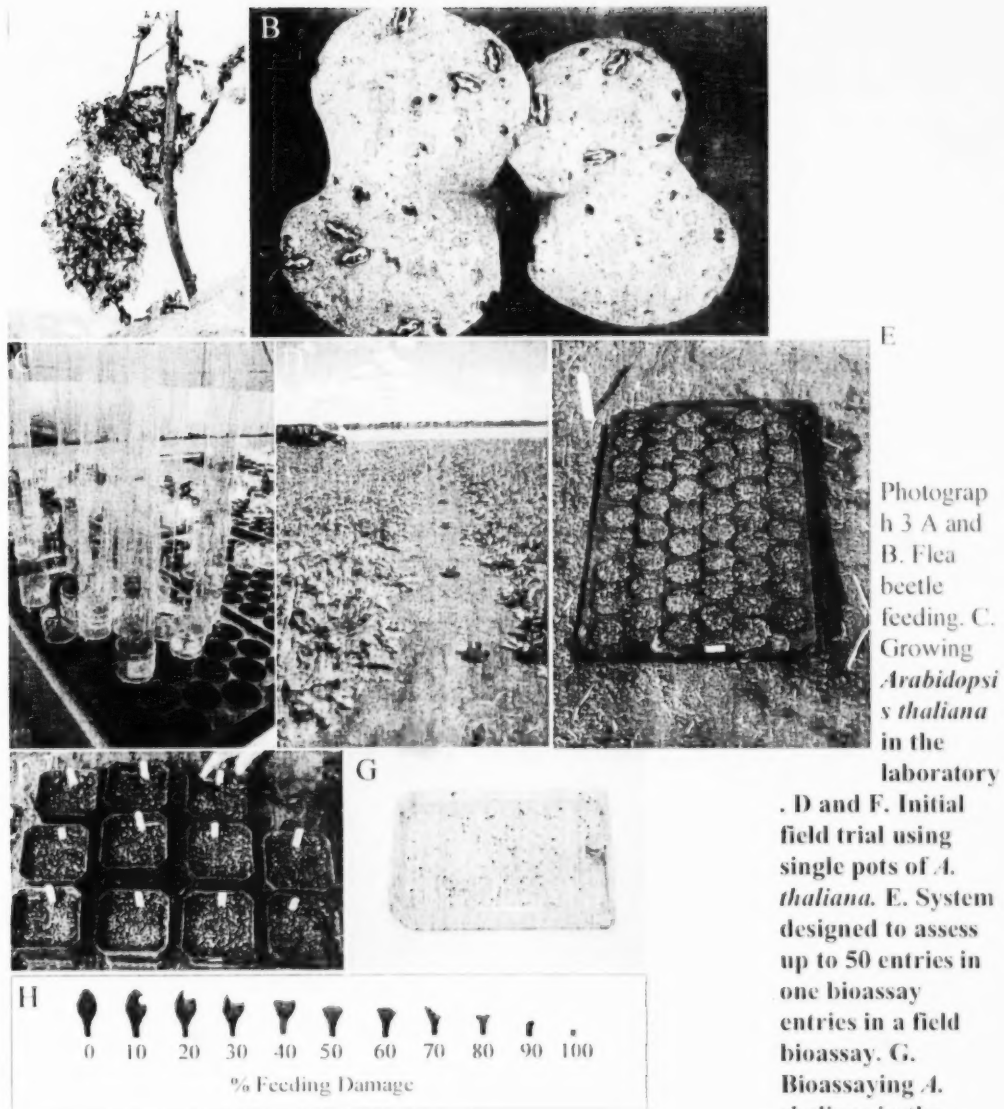 B
E
Photograp
h 3 A and
B. Flea
beetle
feeding. C.
Growing
Arabidopsi
s thaliana
in the
laboratory
. D and F. Initial
field trial using
single pots of A.
thaliana. E. System
designed to assess
up to 50 entries in
one bioassay
entries in a field
bioassay. G.
Bioassaying A.
G
H
0 10 20 30 40 50 60 70 80 90 100
% Feeding Damage